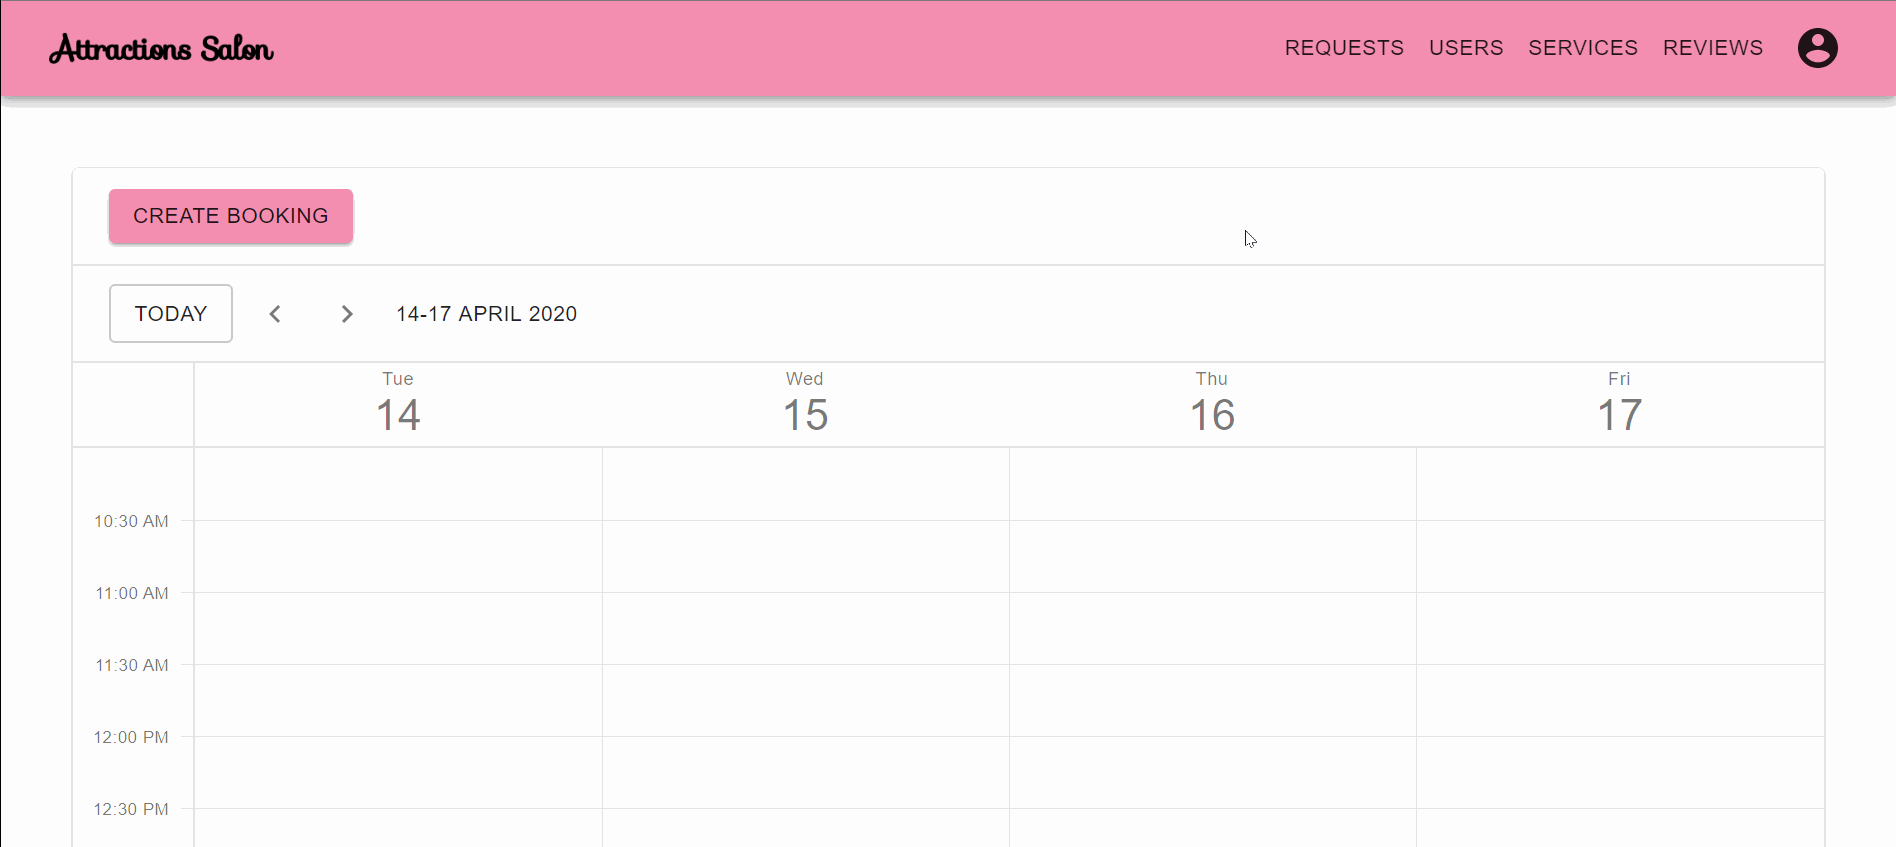 Attractions Salon
REQUESTS USERS SERVICES REVIEWS
CREATE BOOKING
TODAY 14-17 APRIL 2020
Tue Wed Thu Fri
14 15 16 17
10:30 AM
11:00 AM
11:30 AM
12:00 PM
12:30 PM